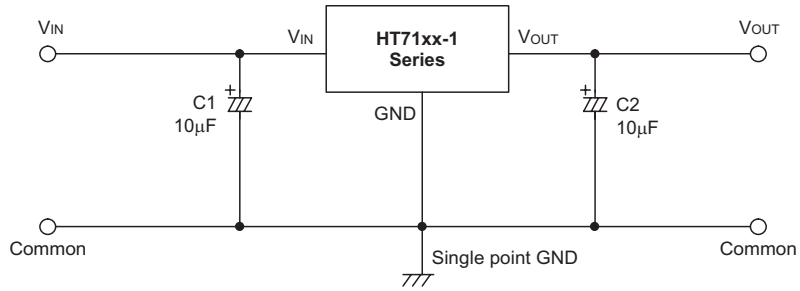 VIN
VIN
HT71xx-1
Series
VOUT
VOUT
C1
10μF
GND
C2
10μF
Common
Single point GND
Common